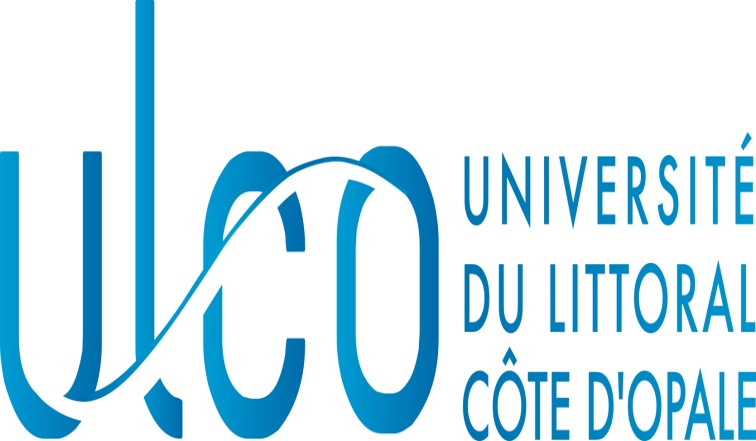 ulco
UNIVERSITÉ
DU LITTORAL
CÔTE D'OPALE